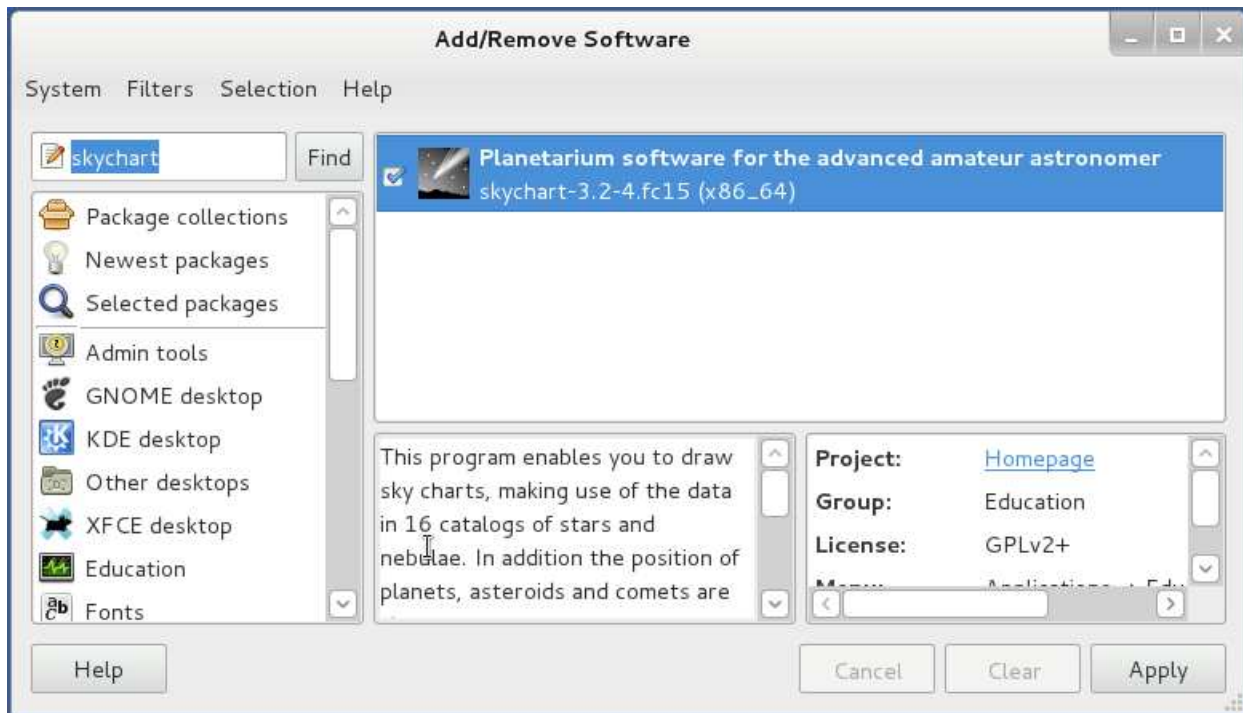 Add/Remove Software
System Filters Selection Help
skychart
Find
Package collections
Newest packages
Selected packages
Admin tools
GNOME desktop
KDE desktop
Other desktops
XFCE desktop
Education
Fonts
Planetarium software for the advanced amateur astronomer
skychart-3.2-4.fc15 (x86_64)
This program enables you to draw
sky charts, making use of the data
in 16 catalogs of stars and
nebulae. In addition the position of
planets, asteroids and comets are
Project: Homepage
Group: Education
License: GPLv2+
Help
Cancel
Clear
Apply